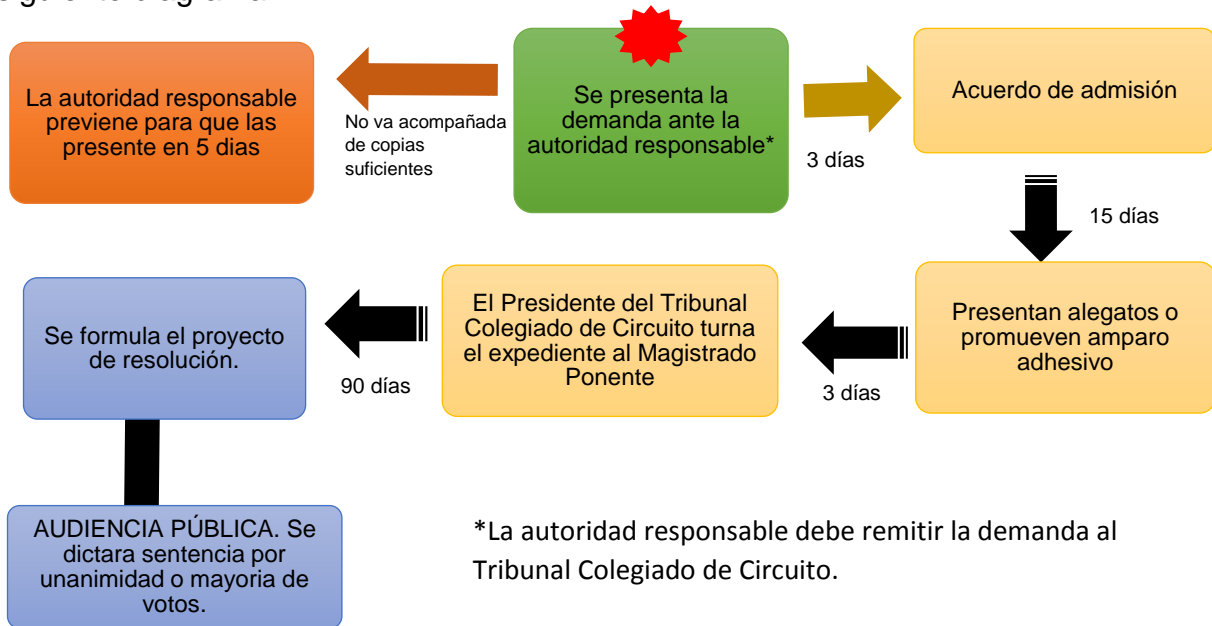 La autoridad responsable
previene para que las
presente en 5 dias
No va acompañada
de copias
suficientes
Se presenta la
demanda ante la
autoridad responsable*
3 días
Acuerdo de admisión
15 días
Presentan alegatos o
promueven amparo
adhesivo
3 días
El Presidente del Tribunal
Colegiado de Circuito turna
el expediente al Magistrado
Ponente
90 días
Se formula el proyecto
de resolución.
AUDIENCIA PÚBLICA. Se
dictara sentencia por
unanimidad o mayoria de
votos.
*La autoridad responsable debe remitir la demanda al
Tribunal Colegiado de Circuito.